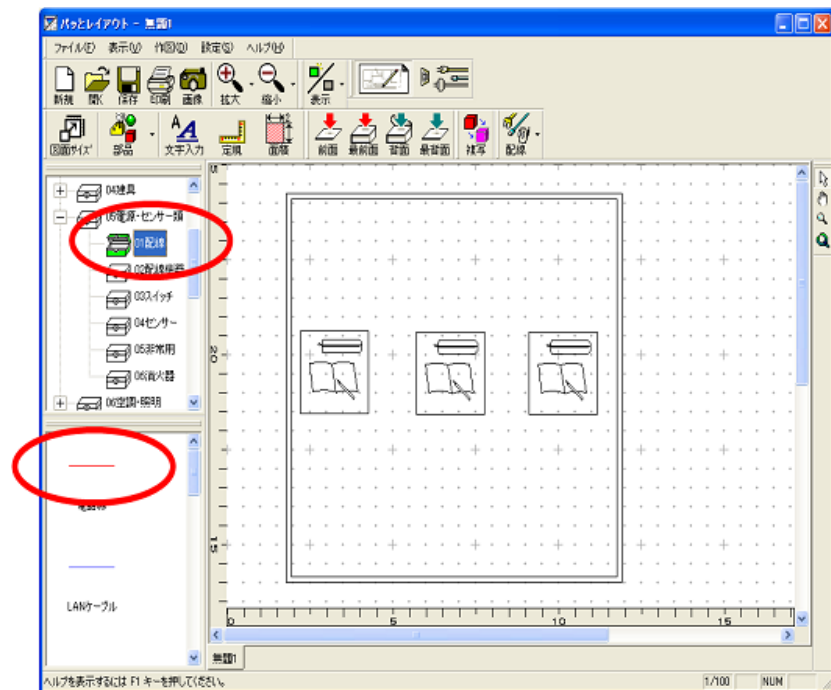 パッとレイアウト - 無題1
ファイル(F) 表示(V) 作図(D) 設定(S) ヘルプ(H)
新規 開く 保存 印刷 画像 拡大 縮小 表示
図面サイズ 部品 文字入力 定規 面積 前面 最前面 背面 最背面 複写 配線
04建具
05電源・センサー類
01配線
02配線機器
03スイッチ
04センサー
05非常用
06消火器
06空調・照明
LANケーブル
20
15
0 5 10 15
無題1
ヘルプを表示するには F1 キーを押してください。 1/100 NUM